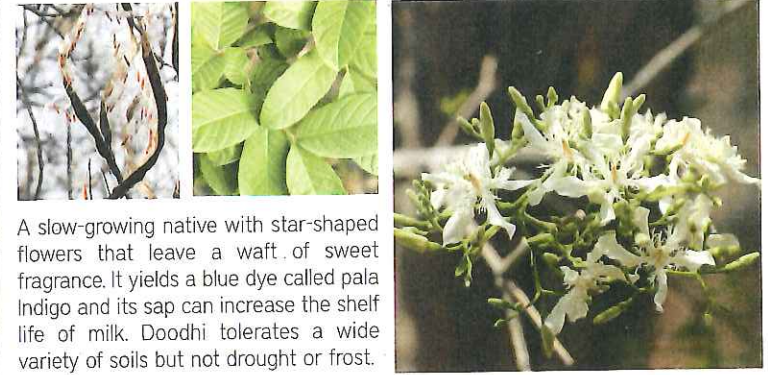 A slow-growing native with star-shaped
flowers that leave a waft . of sweet
fragrance. It yields a blue dye called pala
Indigo and its sap can increase the shelf
life of milk. Doodhi tolerates a wide
variety of soils but not drought or frost.